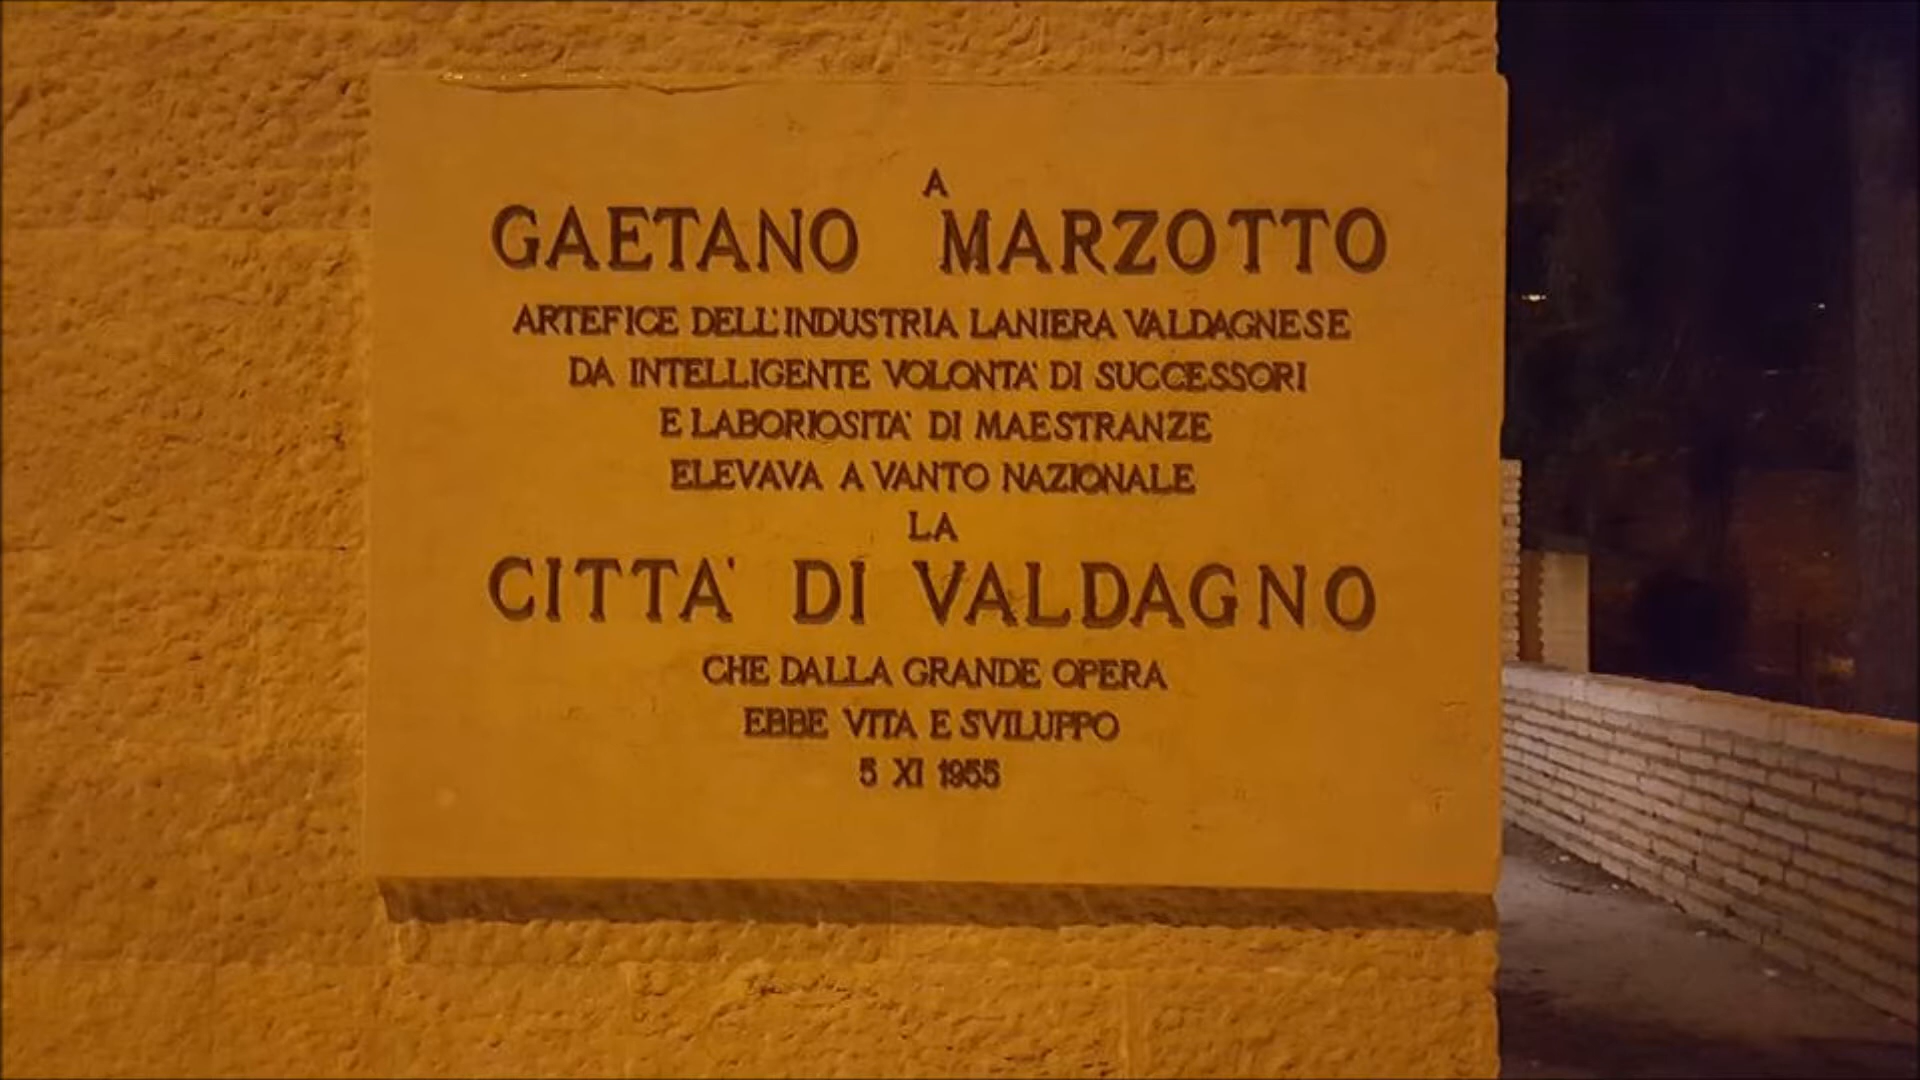 A
GAETANO MARZOTTO
ARTEFICE DELL'INDUSTRIA LANIERA VALDAGNESE
DA INTELLIGENTE VOLONTA' DI SUCCESSORI
E LABORIOSITA' DI MAESTRANZE
ELEVAVA A VANTO NAZIONALE
LA
CITTA' DI VALDAGNO
CHE DALLA GRANDE OPERA
EBBE VITA E SVILUPPO
5 XI 1955